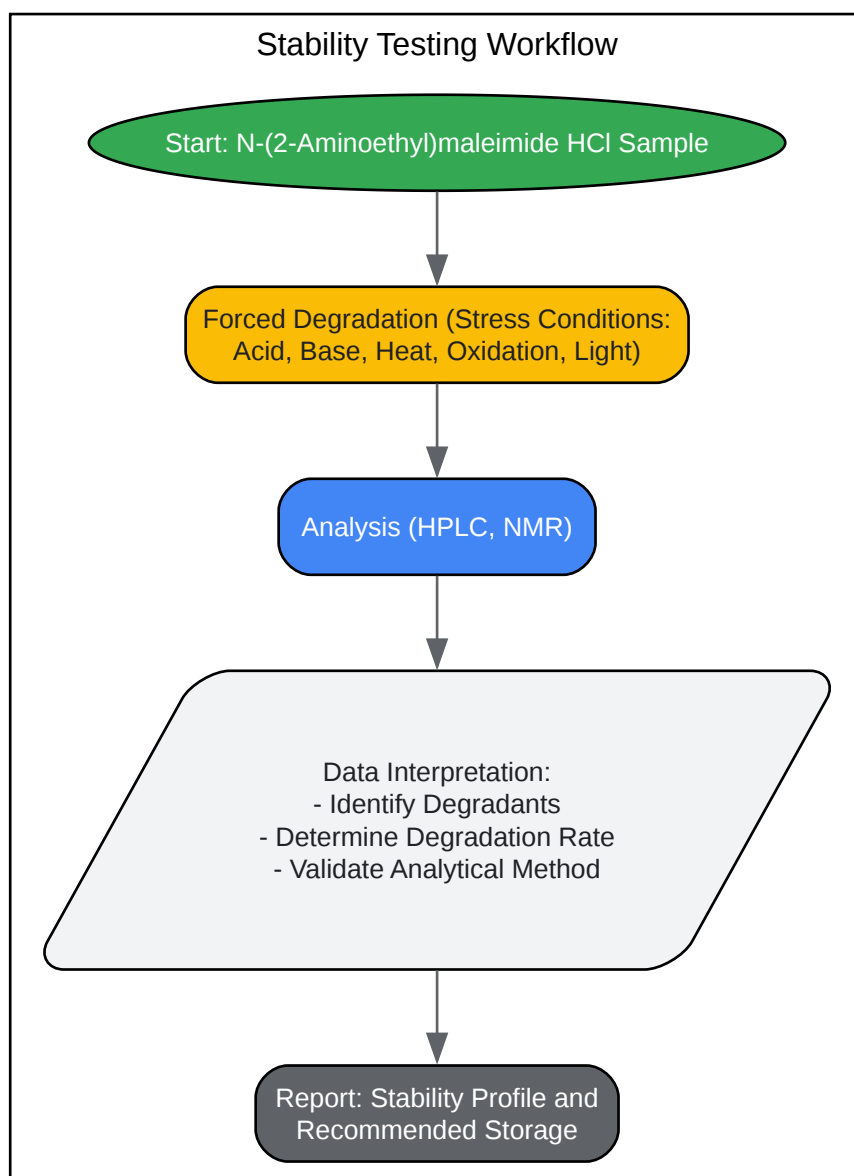 Stability Testing Workflow
Start: N-(2-Aminoethyl)maleimide HCl Sample
Forced Degradation (Stress Conditions:
Acid, Base, Heat, Oxidation, Light)
Analysis (HPLC, NMR)
Data Interpretation:
- Identify Degradants
- Determine Degradation Rate
- Validate Analytical Method
Report: Stability Profile and
Recommended Storage